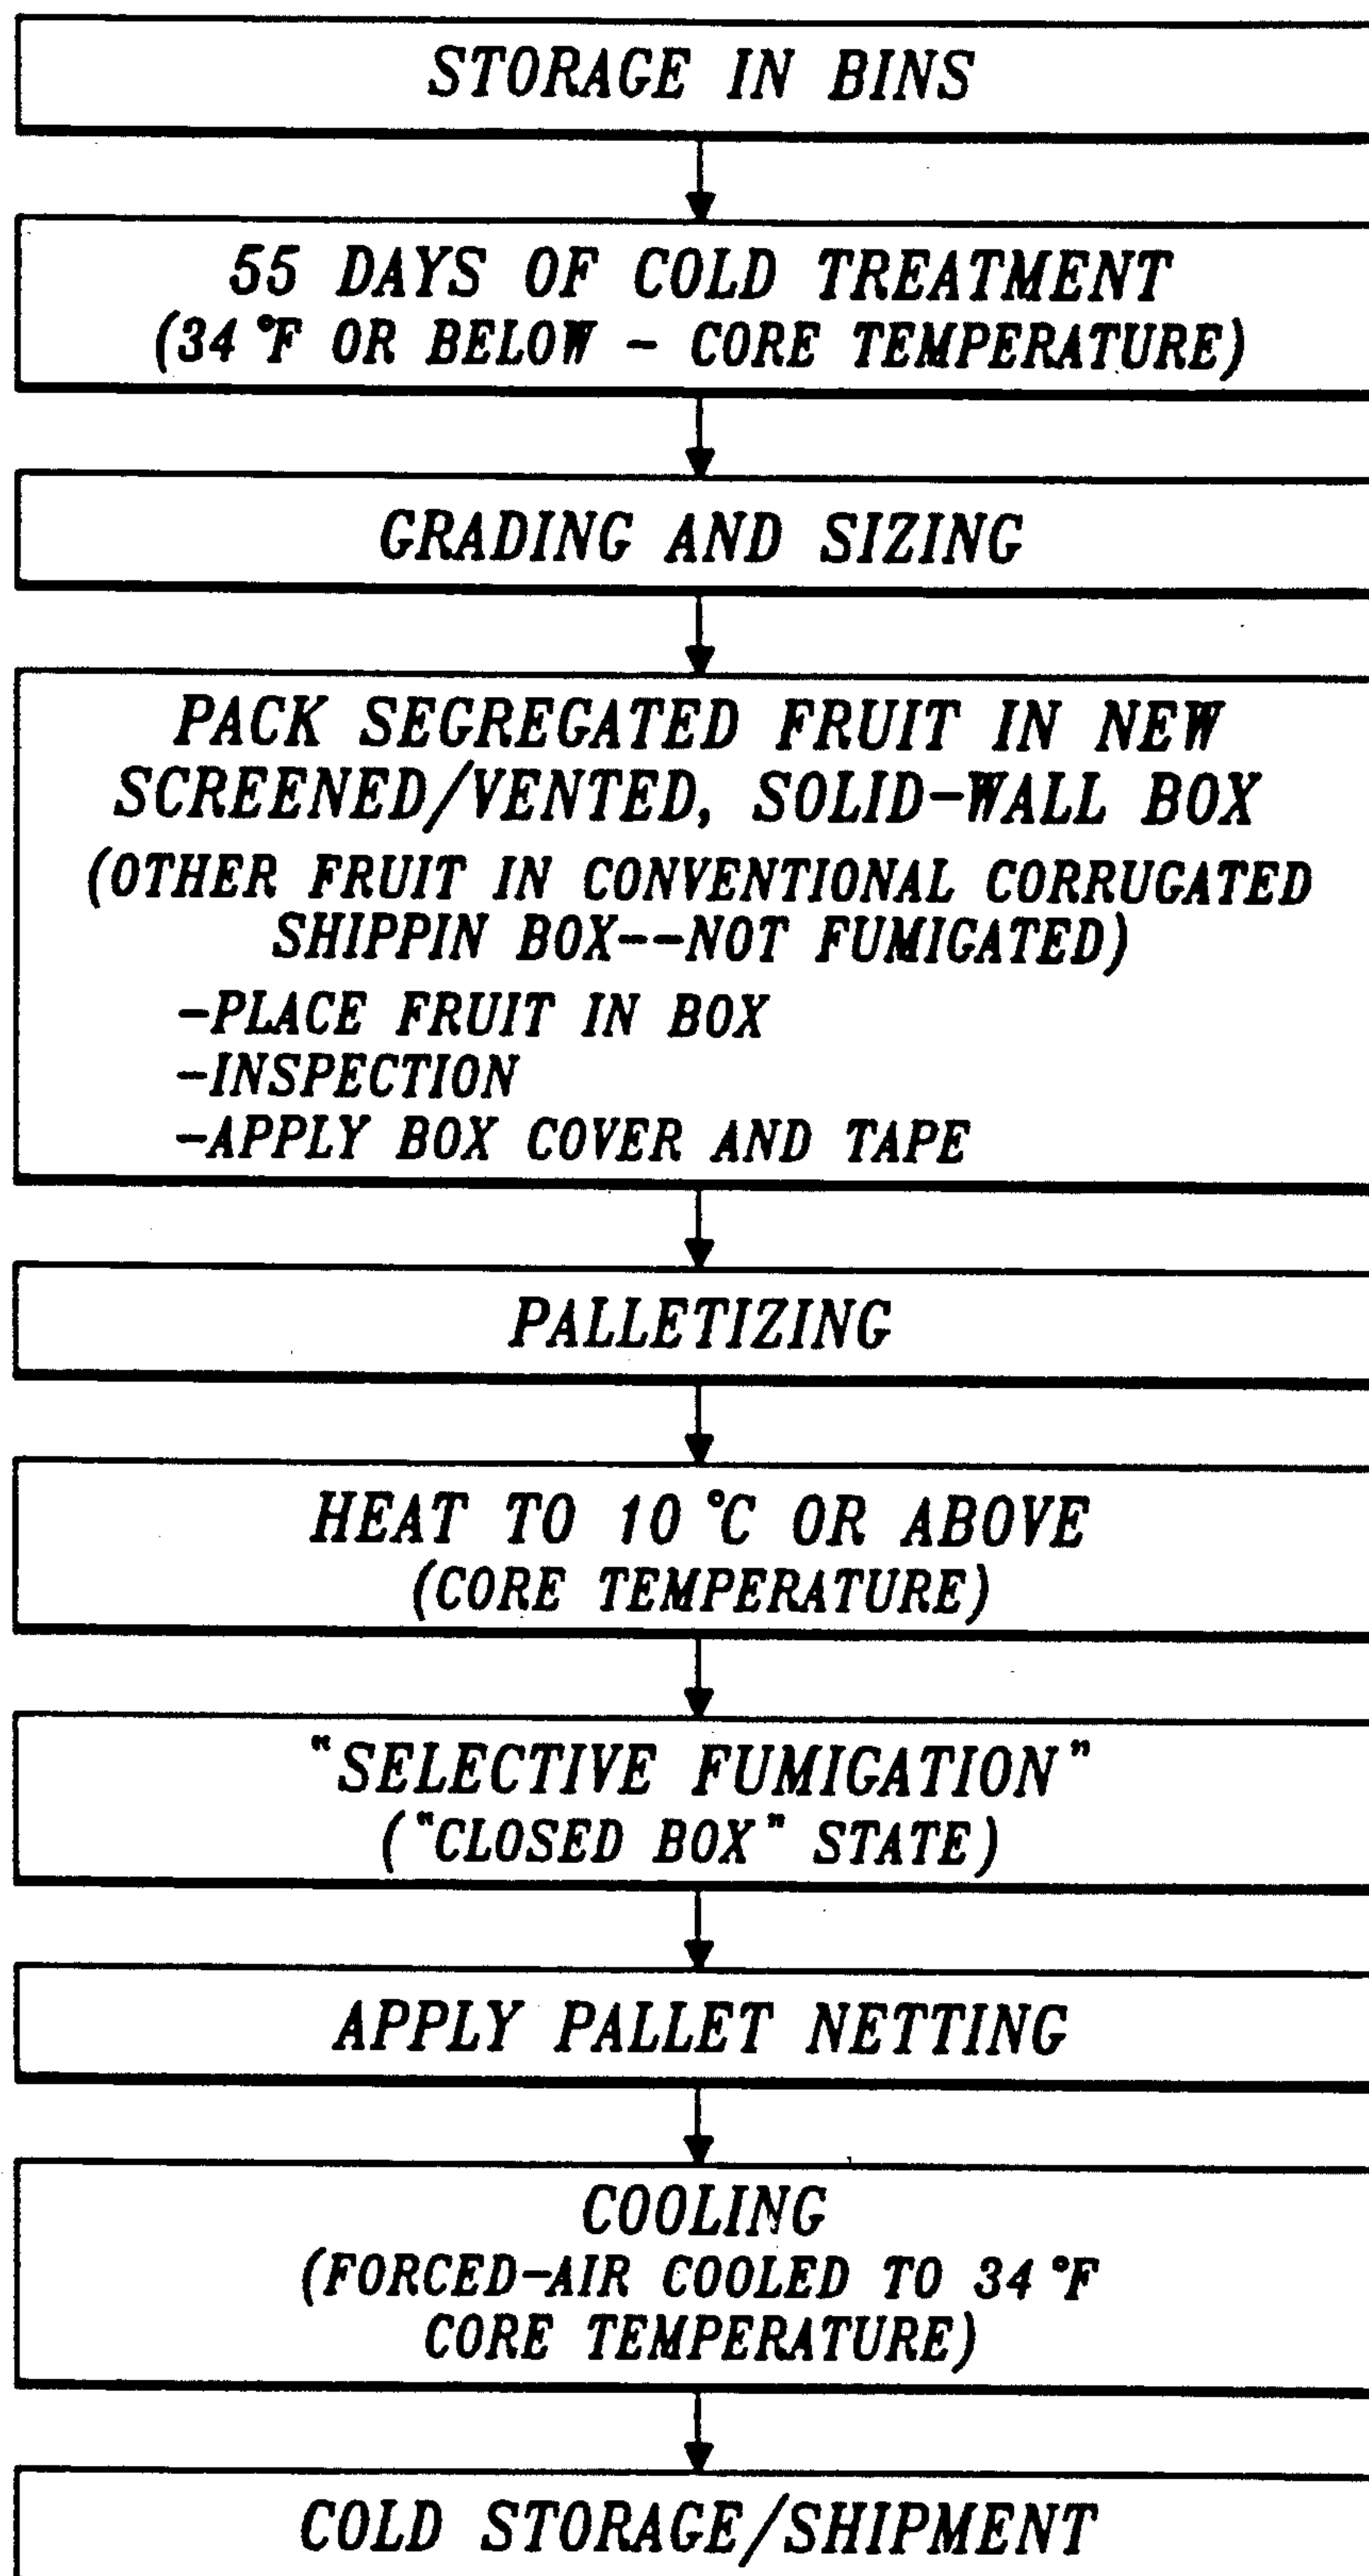 STORAGE IN BINS
55 DAYS OF COLD TREATMENT
(34°F OR BELOW - CORE TEMPERATURE)
GRADING AND SIZING
PACK SEGREGATED FRUIT IN NEW
SCREENED/VENTED, SOLID-WALL BOX
(OTHER FRUIT IN CONVENTIONAL CORRUGATED
SHIPPIN BOX--NOT FUMIGATED)
-PLACE FRUIT IN BOX
-INSPECTION
-APPLY BOX COVER AND TAPE
PALLETIZING
HEAT TO 10°C OR ABOVE
(CORE TEMPERATURE)
"SELECTIVE FUMIGATION"
("CLOSED BOX" STATE)
APPLY PALLET NETTING
COOLING
(FORCED-AIR COOLED TO 34°F
CORE TEMPERATURE)
COLD STORAGE/SHIPMENT